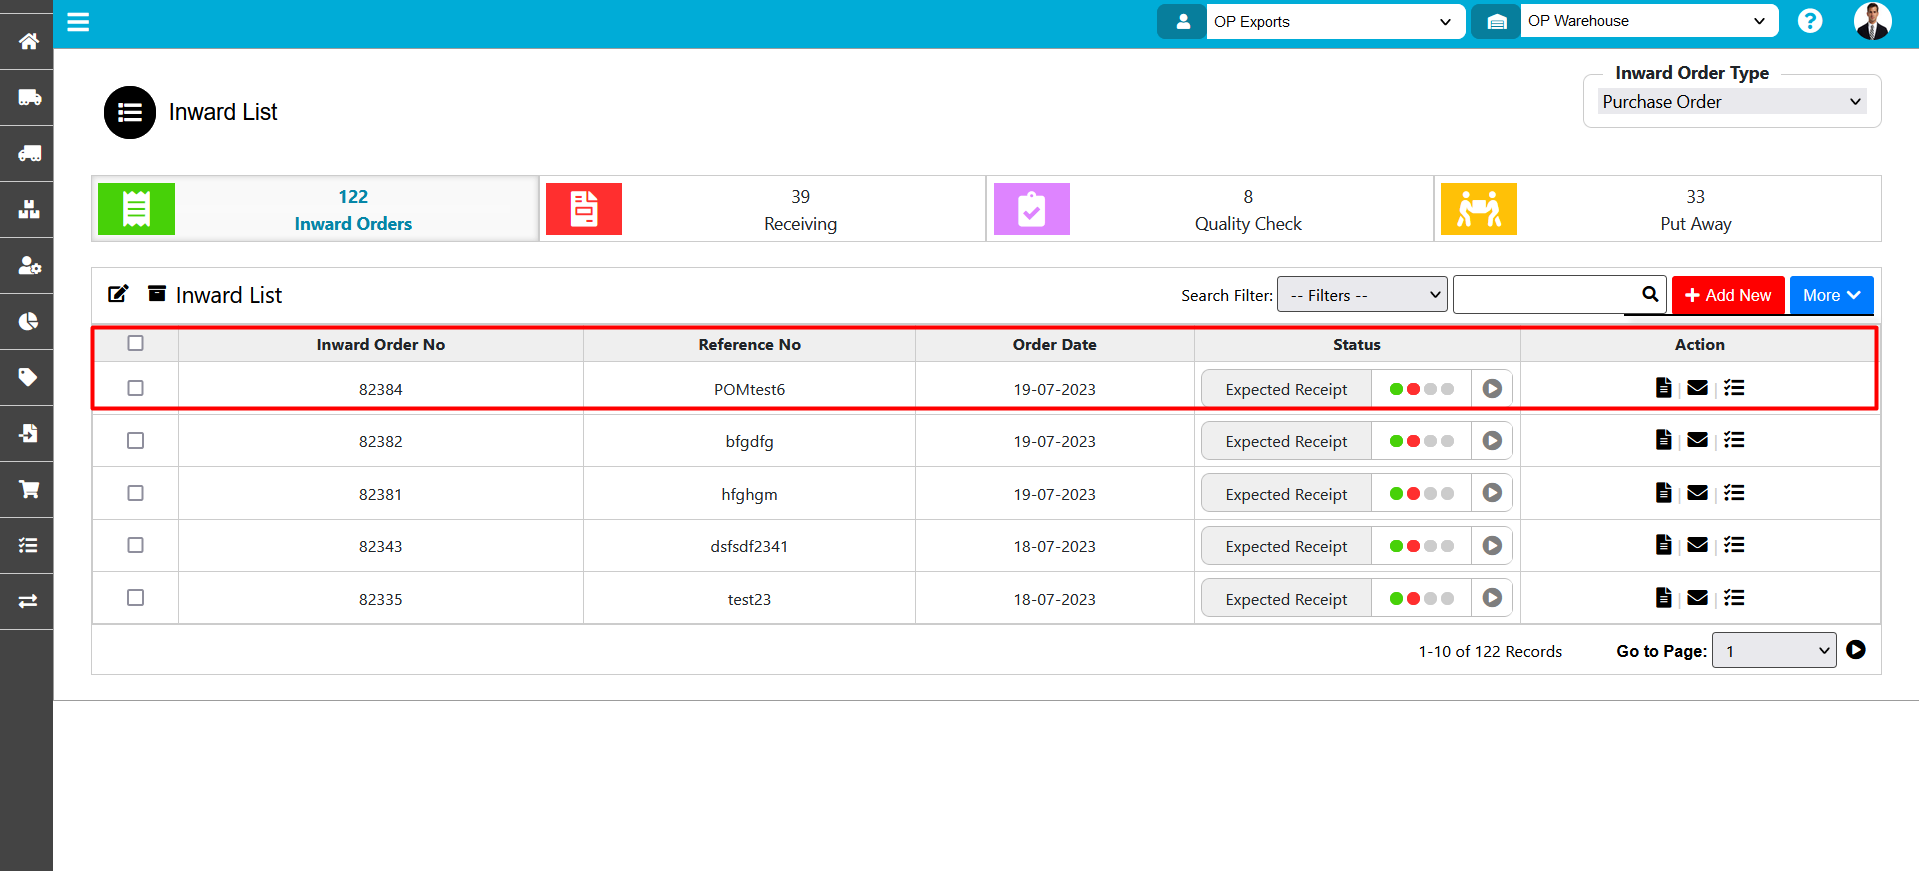 OP Exports
OP Warehouse
?
Inward List
Inward Order Type
Purchase Order
122
Inward Orders
39
Receiving
8
Quality Check
33
Put Away
Inward List
Search Filter:
-- Filters --
Add New
More
Inward Order No Reference No Order Date Status Action
82384 POMtest6 19-07-2023 Expected Receipt
82382 bfgdfg 19-07-2023 Expected Receipt
82381 hfghgm 19-07-2023 Expected Receipt
82343 dsfsdf2341 18-07-2023 Expected Receipt
82335 test23 18-07-2023 Expected Receipt
1-10 of 122 Records Go to Page: 1